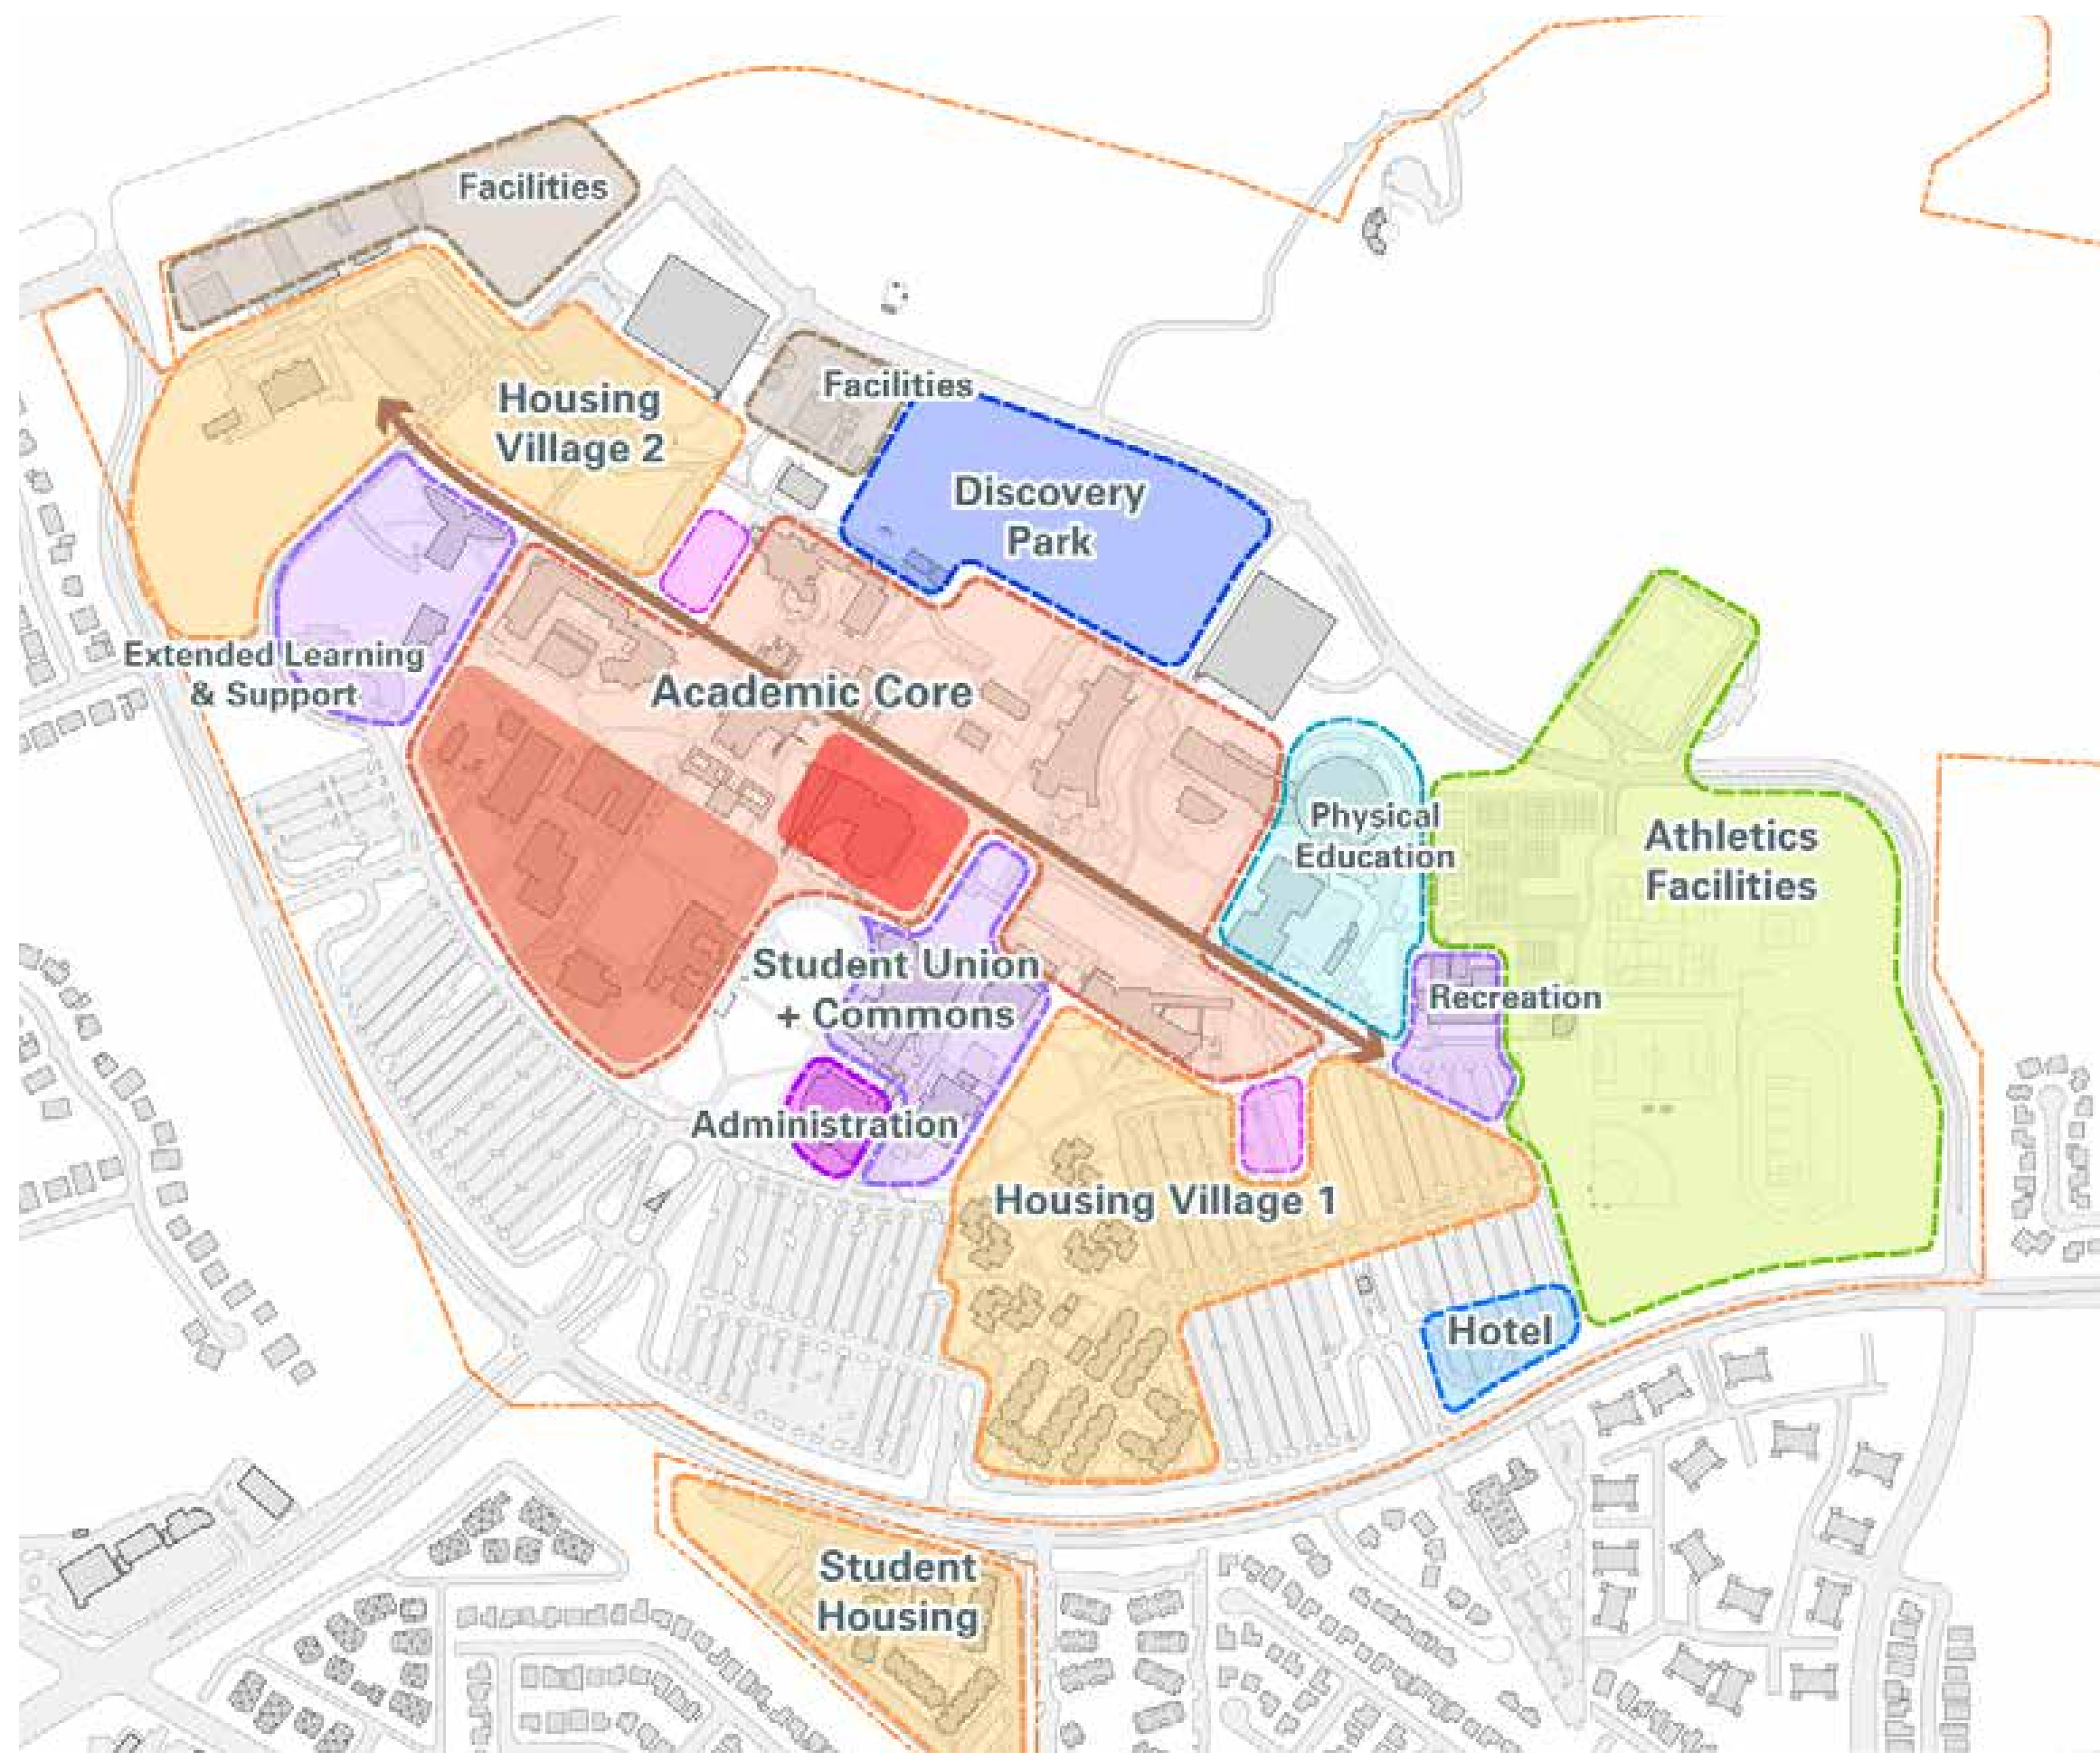 Facilities
Facilities
Housing
Village 2
Discovery
Park
Extended Learning
& Support
Academic Core
Physical
Education
Athletics
Facilities
Student Union
+ Commons
Recreation
Administration
Housing Village 1
Hotel
Student
Housing